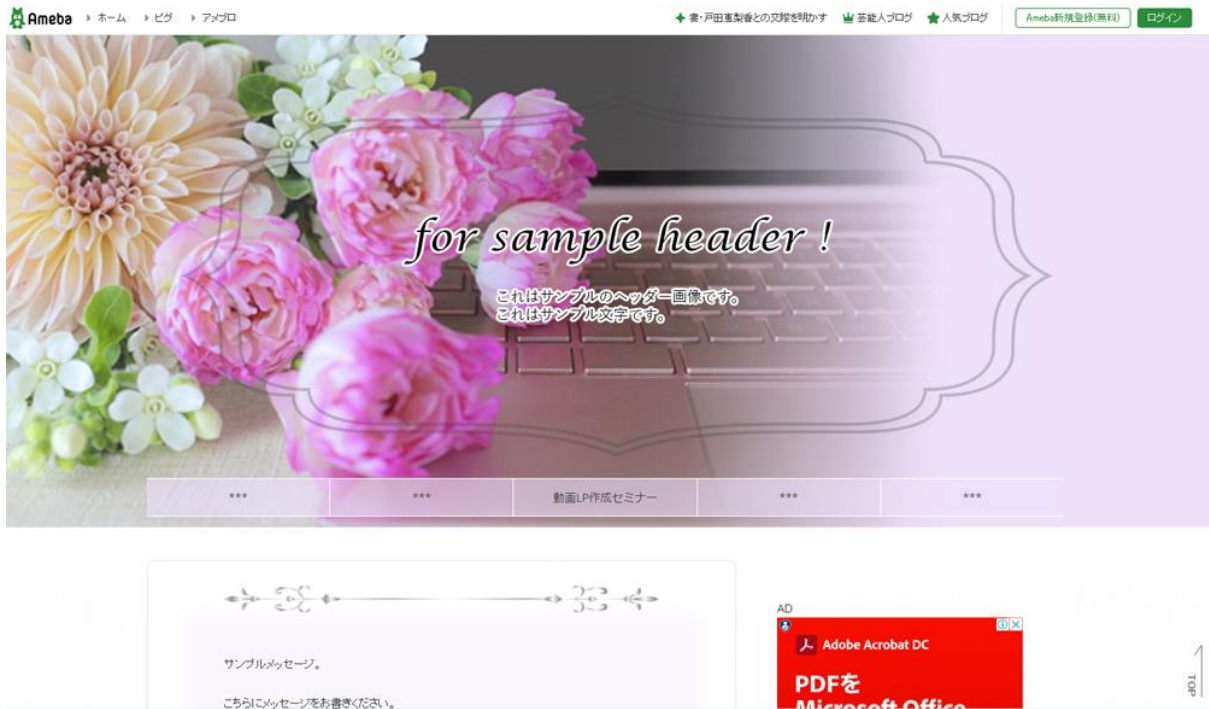 Ameba
ホーム
ピグ
アメブロ
妻・戸田恵梨香との交際を明かす
芸能人ブログ
人気ブログ
Ameba新規登録(無料)
ログイン
for sample header !
これはサンプルのヘッダー画像です。
これはサンプル文字です。
***
***
動画LP作成セミナー
***
***
サンプルメッセージ。
こちらにメッセージをお書きください。
AD
Adobe Acrobat DC
PDFを
Microsoft Office
TOP